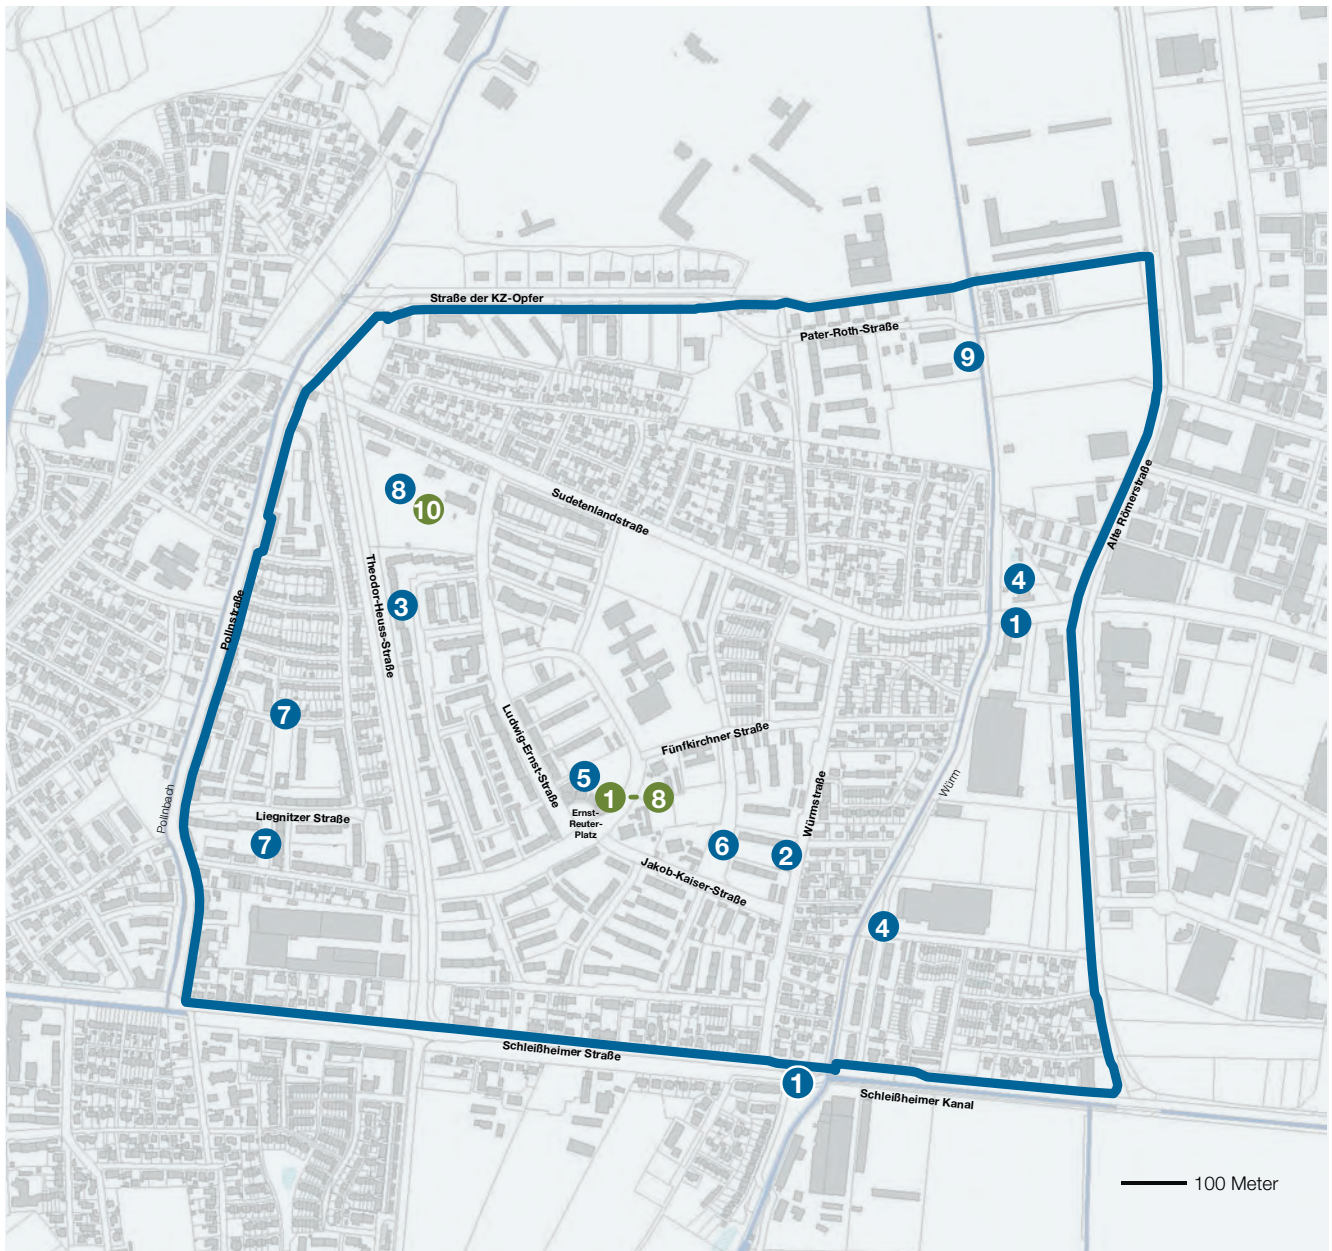 Straße der KZ-Opfer
Pater-Roth-Straße
9
8
10
Sudetenlandstraße
Alte Römerstraße
Theodor-Heuss-Straße
3
4
1
Pollnstraße
7
Ludwig-Ernst-Straße
Fünfkirchner Straße
5
1
8
Ernst-
Reuter-
Platz
Würm
Würmstraße
Pollnbach
Liegnitzer Straße
7
6
2
Jakob-Kaiser-Straße
4
Schleißheimer Straße
1
Schleißheimer Kanal
100 Meter